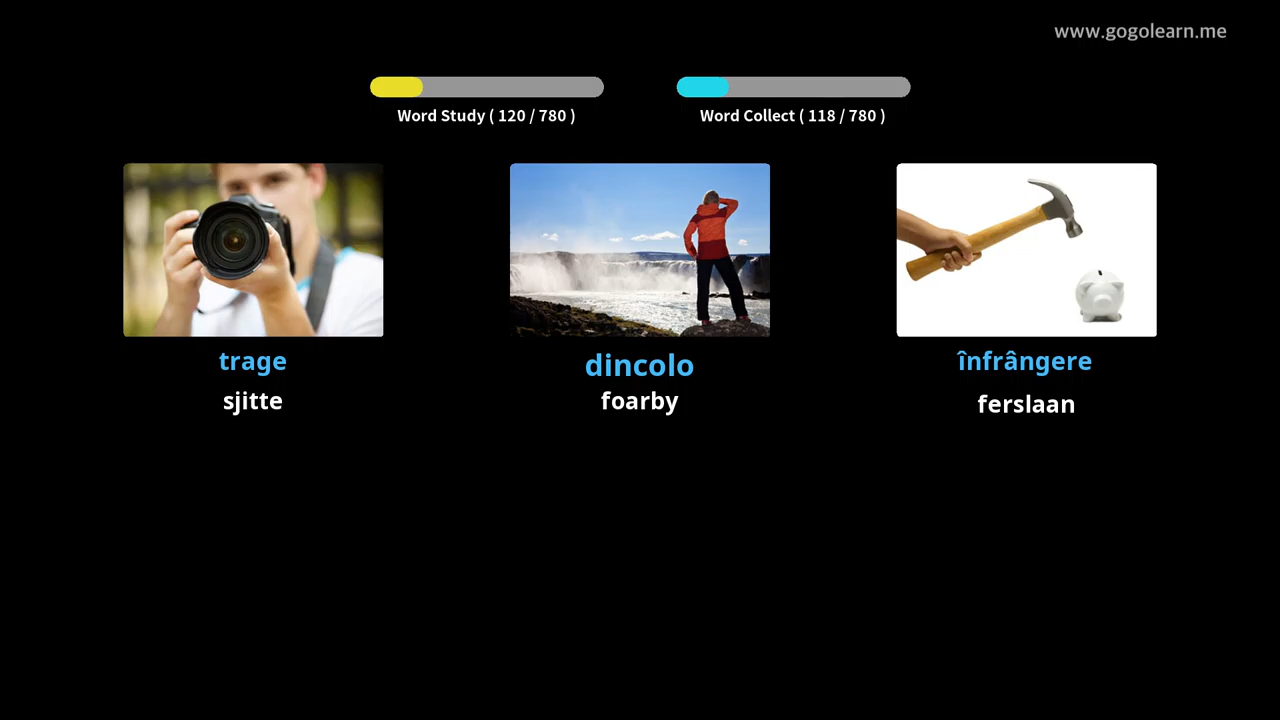 www.gogolearn.me
Word Study ( 120 / 780 )
Word Collect ( 118 / 780 )
trage
sjitte
dincolo
foarby
înfrângere
ferslaan